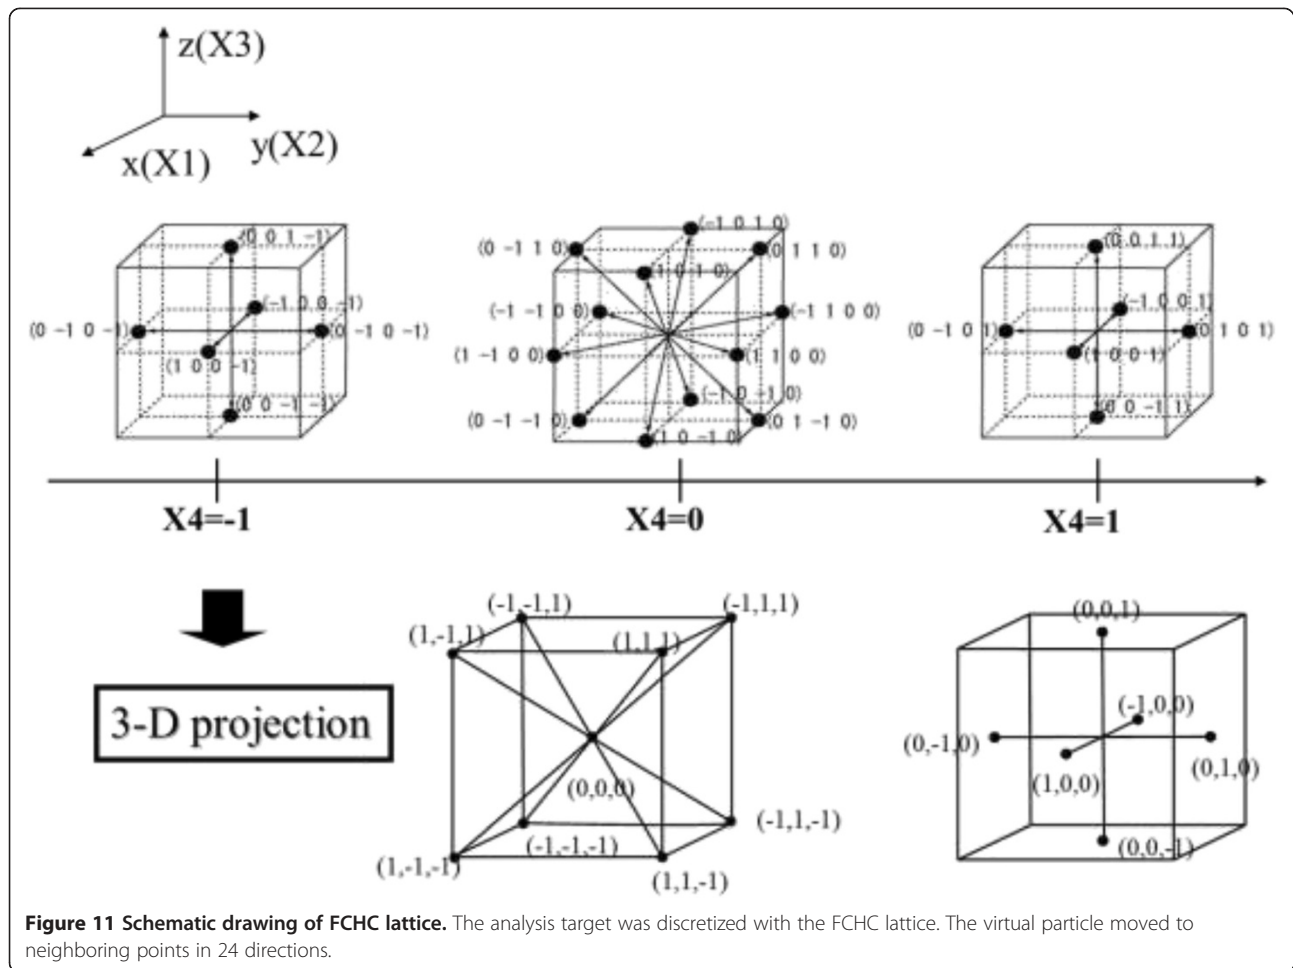 z(X3)
y(X2)
x(X1)
(0 0 1 -1)
(-1 0 0 -1)
(0 -1 0 -1)
(0 -1 0 -1)
(1 0 0 -1)
(0 0 -1 -1)
(-1 0 1 0)
(0 -1 1 0)
(0 1 1 0)
(1 0 1 0)
(-1 -1 0 0)
(-1 1 0 0)
(1 -1 0 0)
(1 1 0 0)
(-1 0 -1 0)
(0 -1 -1 0)
(0 1 -1 0)
(1 0 -1 0)
(0 0 1 1)
(-1 0 0 1)
(0 -1 0 1)
(0 1 0 1)
(1 0 0 1)
(0 0 -1 1)
X4=-1
X4=0
X4=1
3-D projection
(-1,-1,1)
(-1,1,1)
(1,-1,1)
(1,1,1)
(0,0,0)
(-1,1,-1)
(-1,-1,-1)
(1,-1,-1)
(1,1,-1)
(0,0,1)
(-1,0,0)
(0,-1,0)
(0,1,0)
(1,0,0)
(0,0,-1)
Figure 11 Schematic drawing of FCHC lattice. The analysis target was discretized with the FCHC lattice. The virtual particle moved to
neighboring points in 24 directions.